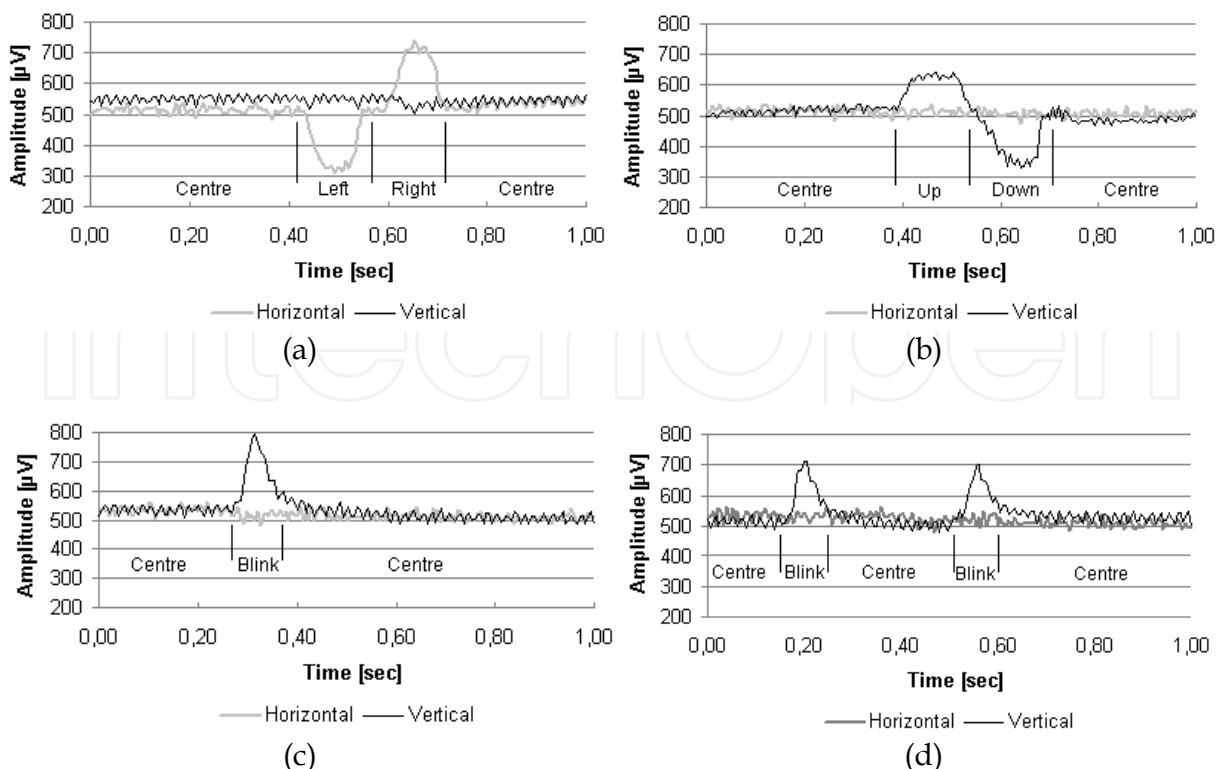 800
700
600
500
400
300
200
Amplitude [µV]
Centre Left Right Centre
0,00 0,20 0,40 0,60 0,80 1,00
Time [sec]
Horizontal Vertical
(a)
800
700
600
500
400
300
200
Amplitude [µV]
Centre Up Down Centre
0,00 0,20 0,40 0,60 0,80 1,00
Time [sec]
Horizontal Vertical
(b)
intechopen
800
700
600
500
400
300
200
Amplitude [µV]
Centre Blink Centre
0,00 0,20 0,40 0,60 0,80 1,00
Time [sec]
Horizontal Vertical
(c)
800
700
600
500
400
300
200
Amplitude [µV]
Centre Blink Centre Blink Centre
0,00 0,20 0,40 0,60 0,80 1,00
Time [sec]
Horizontal Vertical
(d)